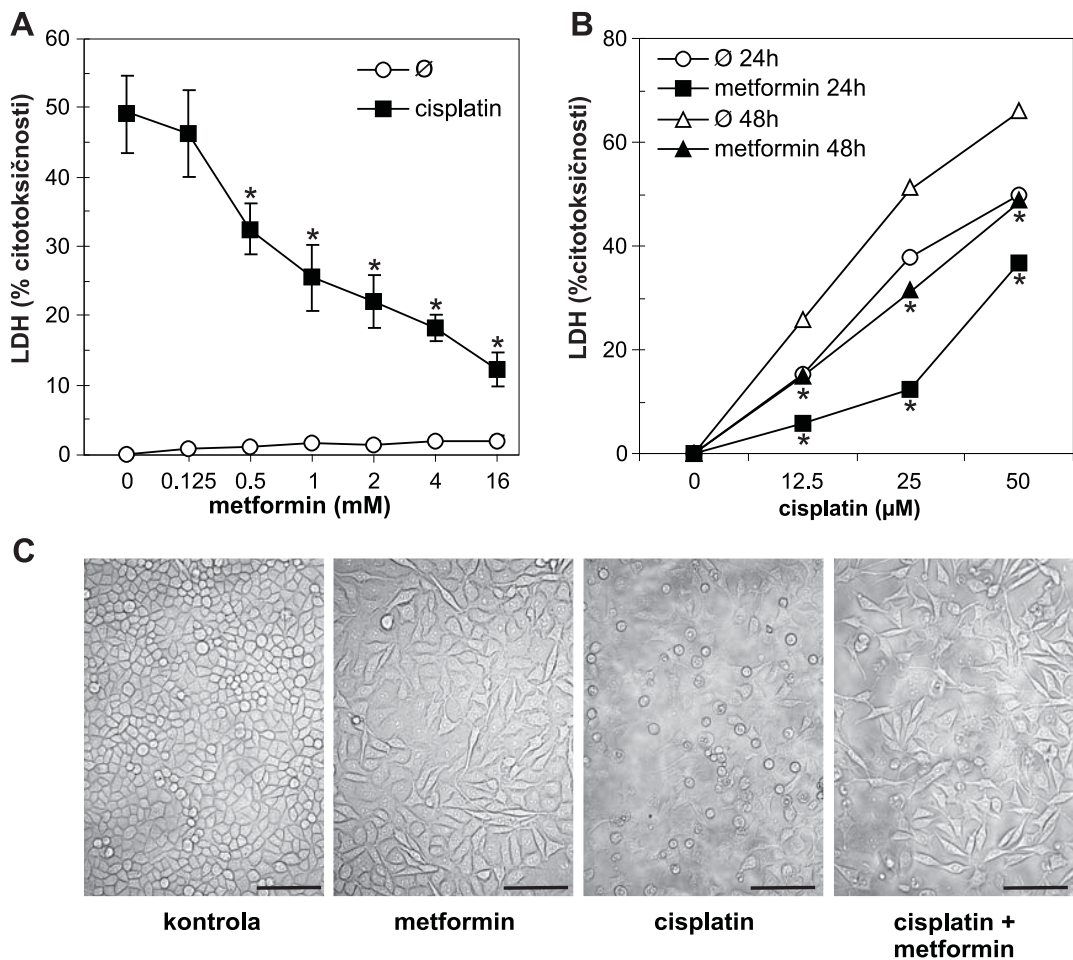 A
LDH (% citotoksičnosti)
60
50
40
30
20
10
0
Ø
cisplatin
*
*
*
*
*
0 0.125 0.5 1 2 4 16
metformin (mM)
B
LDH (%citotoksičnosti)
80
60
40
20
0
Ø 24h
metformin 24h
Ø 48h
metformin 48h
*
*
*
*
*
*
0 12.5 25 50
cisplatin (µM)
C
kontrola
metformin
cisplatin
cisplatin +
metformin